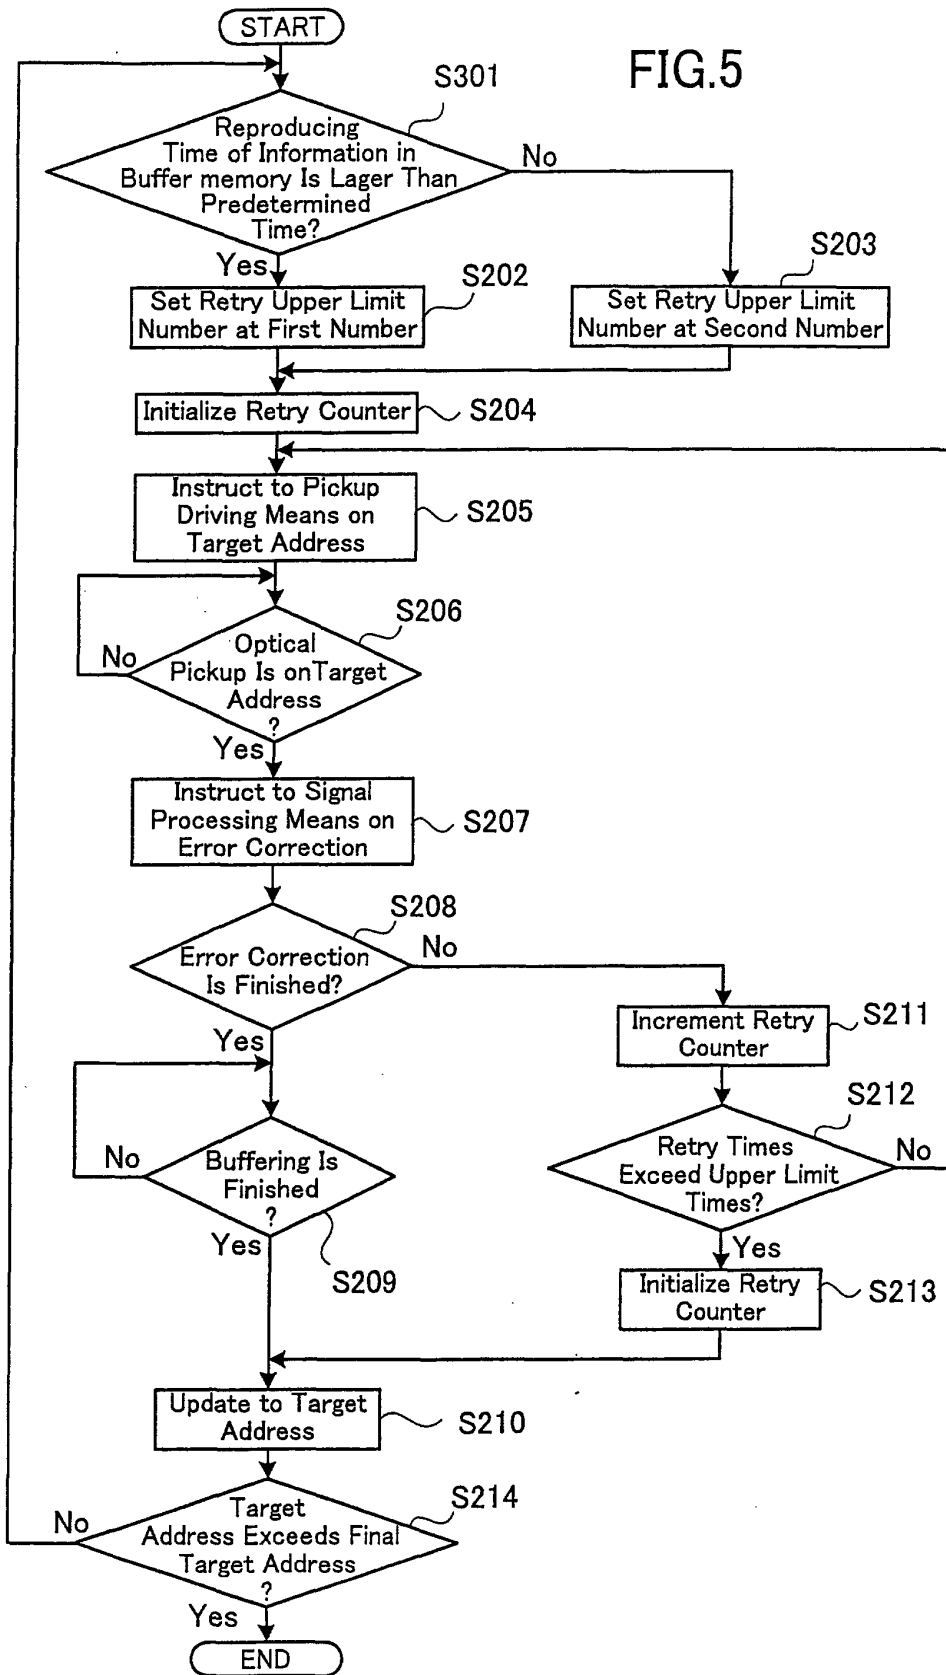 START
FIG.5
S301
Reproducing
Time of Information in
Buffer memory Is Lager Than
Predetermined
Time?
No
Yes
S202
Set Retry Upper Limit
Number at First Number
S203
Set Retry Upper Limit
Number at Second Number
Initialize Retry Counter
S204
Instruct to Pickup
Driving Means on
Target Address
S205
S206
Optical
Pickup Is onTarget
Address
?
No
Yes
Instruct to Signal
Processing Means on
Error Correction
S207
S208
Error Correction
Is Finished?
No
Yes
Increment Retry
Counter
S211
S212
Retry Times
Exceed Upper Limit
Times?
No
Yes
Buffering Is
Finished
?
No
Yes
S209
Initialize Retry
Counter
S213
Update to Target
Address
S210
S214
Target
Address Exceeds Final
Target Address
?
No
Yes
END